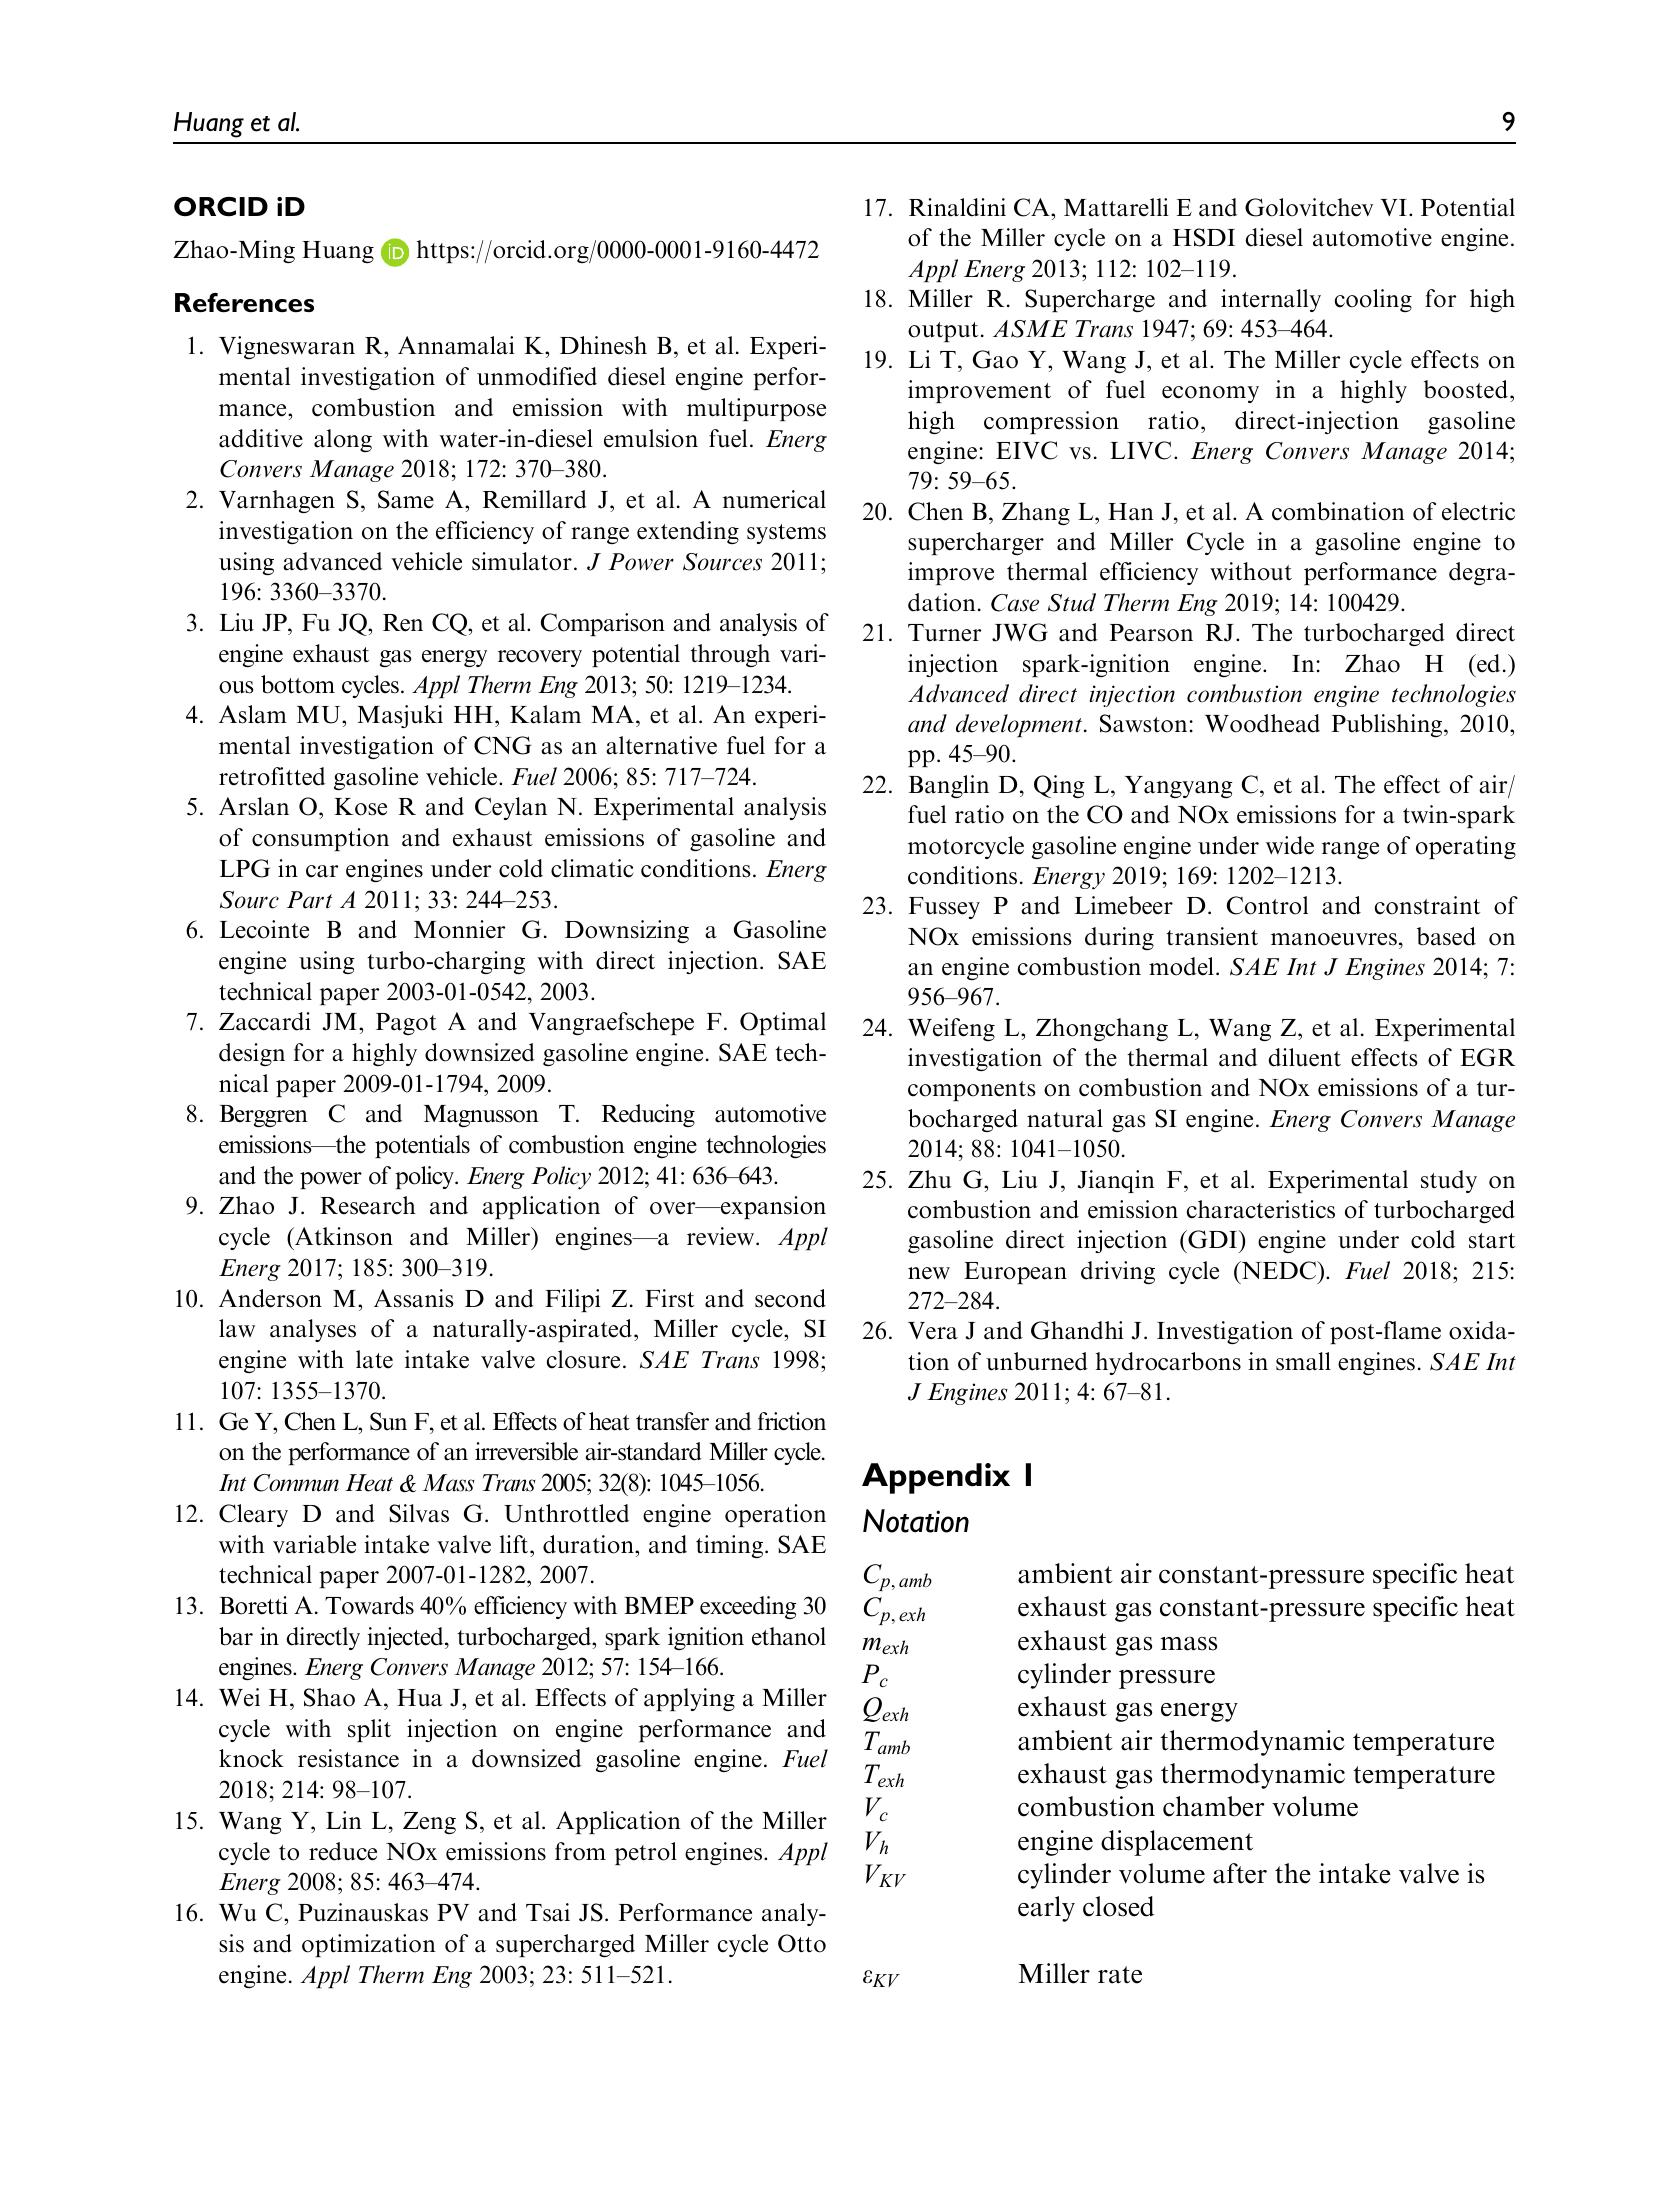 Huang et al.
9
ORCID iD
Zhao-Ming Huang iD https://orcid.org/0000-0001-9160-4472
References
1. Vigneswaran R, Annamalai K, Dhinesh B, et al. Experi-
mental investigation of unmodified diesel engine perfor-
mance, combustion and emission with multipurpose
additive along with water-in-diesel emulsion fuel. Energ
Convers Manage 2018; 172: 370–380.
2. Varnhagen S, Same A, Remillard J, et al. A numerical
investigation on the efficiency of range extending systems
using advanced vehicle simulator. J Power Sources 2011;
196: 3360–3370.
3. Liu JP, Fu JQ, Ren CQ, et al. Comparison and analysis of
engine exhaust gas energy recovery potential through vari-
ous bottom cycles. Appl Therm Eng 2013; 50: 1219–1234.
4. Aslam MU, Masjuki HH, Kalam MA, et al. An experi-
mental investigation of CNG as an alternative fuel for a
retrofitted gasoline vehicle. Fuel 2006; 85: 717–724.
5. Arslan O, Kose R and Ceylan N. Experimental analysis
of consumption and exhaust emissions of gasoline and
LPG in car engines under cold climatic conditions. Energ
Sourc Part A 2011; 33: 244–253.
6. Lecointe B and Monnier G. Downsizing a Gasoline
engine using turbo-charging with direct injection. SAE
technical paper 2003-01-0542, 2003.
7. Zaccardi JM, Pagot A and Vangraefschepe F. Optimal
design for a highly downsized gasoline engine. SAE tech-
nical paper 2009-01-1794, 2009.
8. Berggren C and Magnusson T. Reducing automotive
emissions—the potentials of combustion engine technologies
and the power of policy. Energ Policy 2012; 41: 636–643.
9. Zhao J. Research and application of over—expansion
cycle (Atkinson and Miller) engines—a review. Appl
Energ 2017; 185: 300–319.
10. Anderson M, Assanis D and Filipi Z. First and second
law analyses of a naturally-aspirated, Miller cycle, SI
engine with late intake valve closure. SAE Trans 1998;
107: 1355–1370.
11. Ge Y, Chen L, Sun F, et al. Effects of heat transfer and friction
on the performance of an irreversible air-standard Miller cycle.
Int Commun Heat & Mass Trans 2005; 32(8): 1045–1056.
12. Cleary D and Silvas G. Unthrottled engine operation
with variable intake valve lift, duration, and timing. SAE
technical paper 2007-01-1282, 2007.
13. Boretti A. Towards 40% efficiency with BMEP exceeding 30
bar in directly injected, turbocharged, spark ignition ethanol
engines. Energ Convers Manage 2012; 57: 154–166.
14. Wei H, Shao A, Hua J, et al. Effects of applying a Miller
cycle with split injection on engine performance and
knock resistance in a downsized gasoline engine. Fuel
2018; 214: 98–107.
15. Wang Y, Lin L, Zeng S, et al. Application of the Miller
cycle to reduce NOx emissions from petrol engines. Appl
Energ 2008; 85: 463–474.
16. Wu C, Puzinauskas PV and Tsai JS. Performance analy-
sis and optimization of a supercharged Miller cycle Otto
engine. Appl Therm Eng 2003; 23: 511–521.
17. Rinaldini CA, Mattarelli E and Golovitchev VI. Potential
of the Miller cycle on a HSDI diesel automotive engine.
Appl Energ 2013; 112: 102–119.
18. Miller R. Supercharge and internally cooling for high
output. ASME Trans 1947; 69: 453–464.
19. Li T, Gao Y, Wang J, et al. The Miller cycle effects on
improvement of fuel economy in a highly boosted,
high compression ratio, direct-injection gasoline
engine: EIVC vs. LIVC. Energ Convers Manage 2014;
79: 59–65.
20. Chen B, Zhang L, Han J, et al. A combination of electric
supercharger and Miller Cycle in a gasoline engine to
improve thermal efficiency without performance degra-
dation. Case Stud Therm Eng 2019; 14: 100429.
21. Turner JWG and Pearson RJ. The turbocharged direct
injection spark-ignition engine. In: Zhao H (ed.)
Advanced direct injection combustion engine technologies
and development. Sawston: Woodhead Publishing, 2010,
pp. 45–90.
22. Banglin D, Qing L, Yangyang C, et al. The effect of air/
fuel ratio on the CO and NOx emissions for a twin-spark
motorcycle gasoline engine under wide range of operating
conditions. Energy 2019; 169: 1202–1213.
23. Fussey P and Limebeer D. Control and constraint of
NOx emissions during transient manoeuvres, based on
an engine combustion model. SAE Int J Engines 2014; 7:
956–967.
24. Weifeng L, Zhongchang L, Wang Z, et al. Experimental
investigation of the thermal and diluent effects of EGR
components on combustion and NOx emissions of a tur-
bocharged natural gas SI engine. Energ Convers Manage
2014; 88: 1041–1050.
25. Zhu G, Liu J, Jianqin F, et al. Experimental study on
combustion and emission characteristics of turbocharged
gasoline direct injection (GDI) engine under cold start
new European driving cycle (NEDC). Fuel 2018; 215:
272–284.
26. Vera J and Ghandhi J. Investigation of post-flame oxida-
tion of unburned hydrocarbons in small engines. SAE Int
J Engines 2011; 4: 67–81.
Appendix 1
Notation
C_{p,amb} ambient air constant-pressure specific heat
C_{p,exh} exhaust gas constant-pressure specific heat
m_{exh} exhaust gas mass
P_c cylinder pressure
Q_{exh} exhaust gas energy
T_{amb} ambient air thermodynamic temperature
T_{exh} exhaust gas thermodynamic temperature
V_c combustion chamber volume
V_h engine displacement
V_{KV} cylinder volume after the intake valve is
early closed
ε_{KV} Miller rate